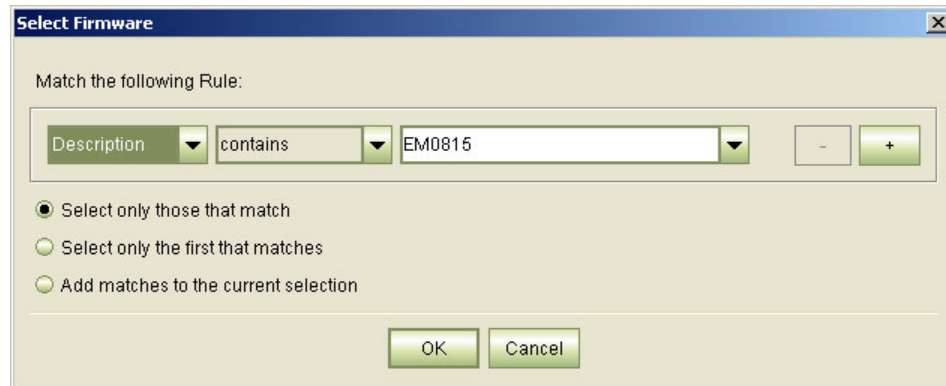 Select Firmware
Match the following Rule:
Description contains EM0815 - +
Select only those that match
Select only the first that matches
Add matches to the current selection
OK Cancel